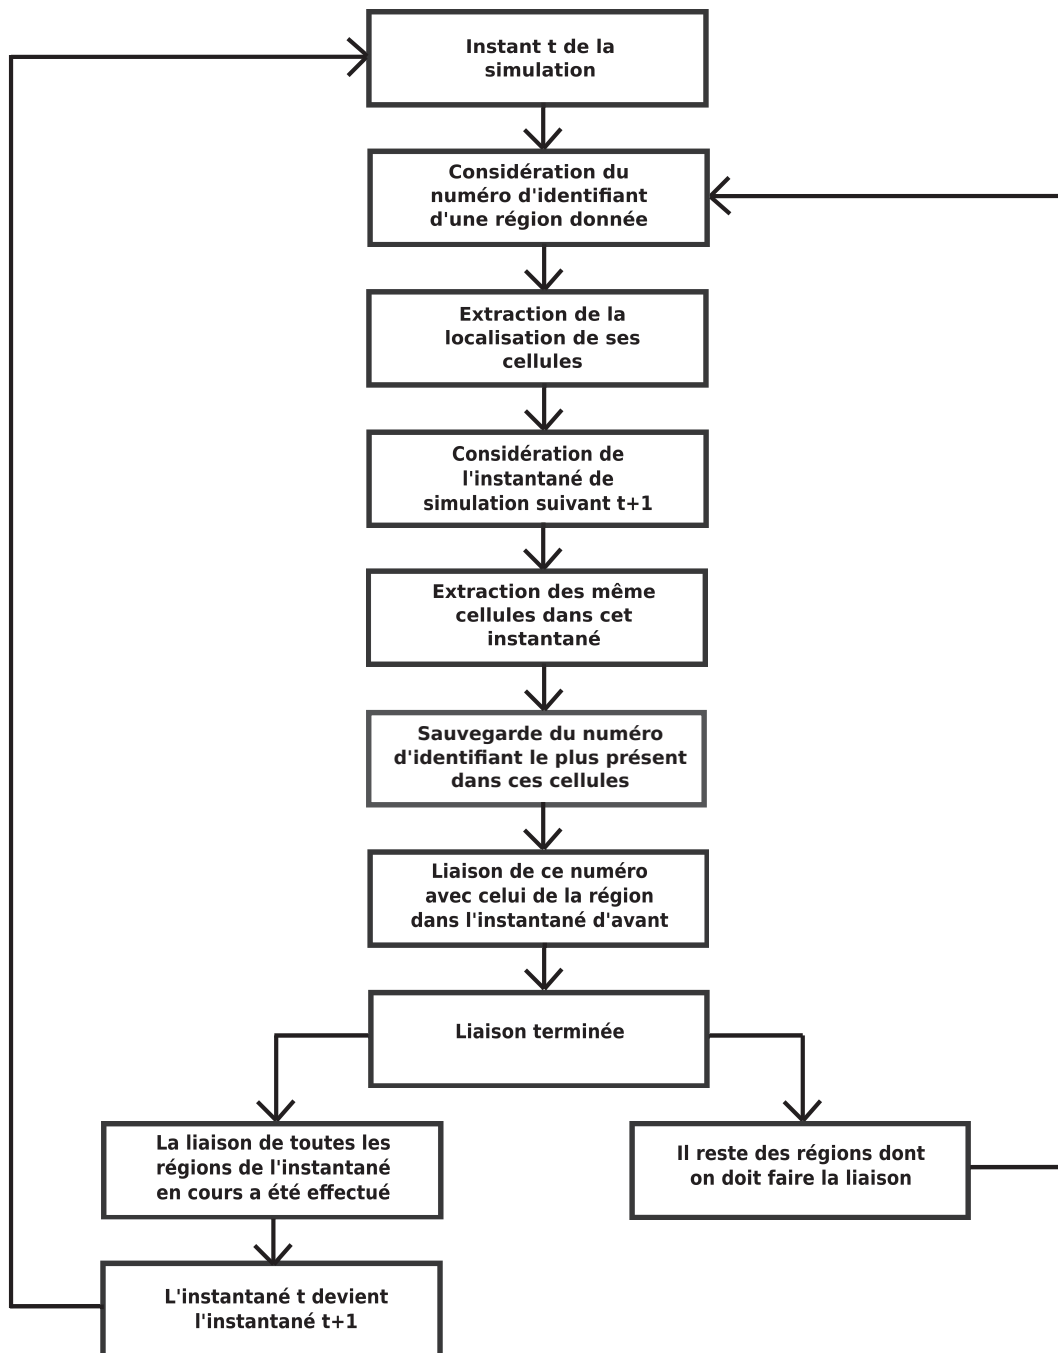 Instant t de la
simulation
Considération du
numéro d'identifiant
d'une région donnée
Extraction de la
localisation de ses
cellules
Considération de
l'instantané de
simulation suivant t+1
Extraction des même
cellules dans cet
instantané
Sauvegarde du numéro
d'identifiant le plus présent
dans ces cellules
Liaison de ce numéro
avec celui de la région
dans l'instantané d'avant
Liaison terminée
La liaison de toutes les
régions de l'instantané
en cours a été effectué
Il reste des régions dont
on doit faire la liaison
L'instantané t devient
l'instantané t+1